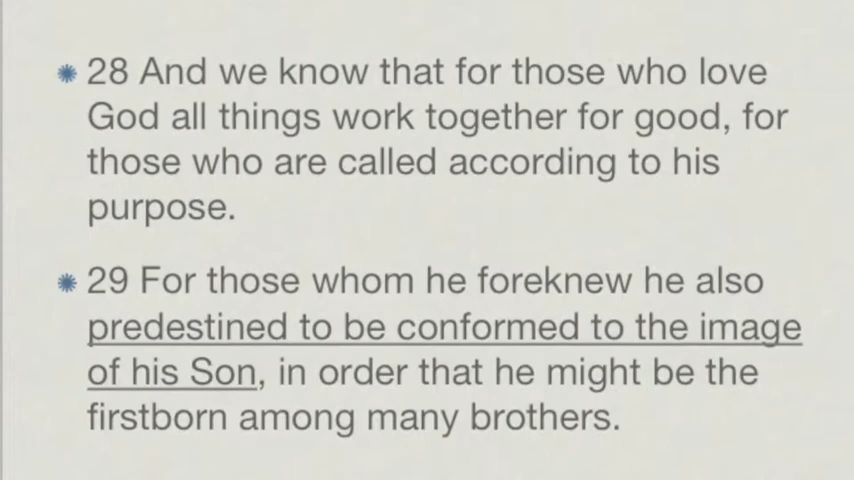 28 And we know that for those who love
God all things work together for good, for
those who are called according to his
purpose.
29 For those whom he foreknew he also
predestined to be conformed to the image
of his Son, in order that he might be the
firstborn among many brothers.